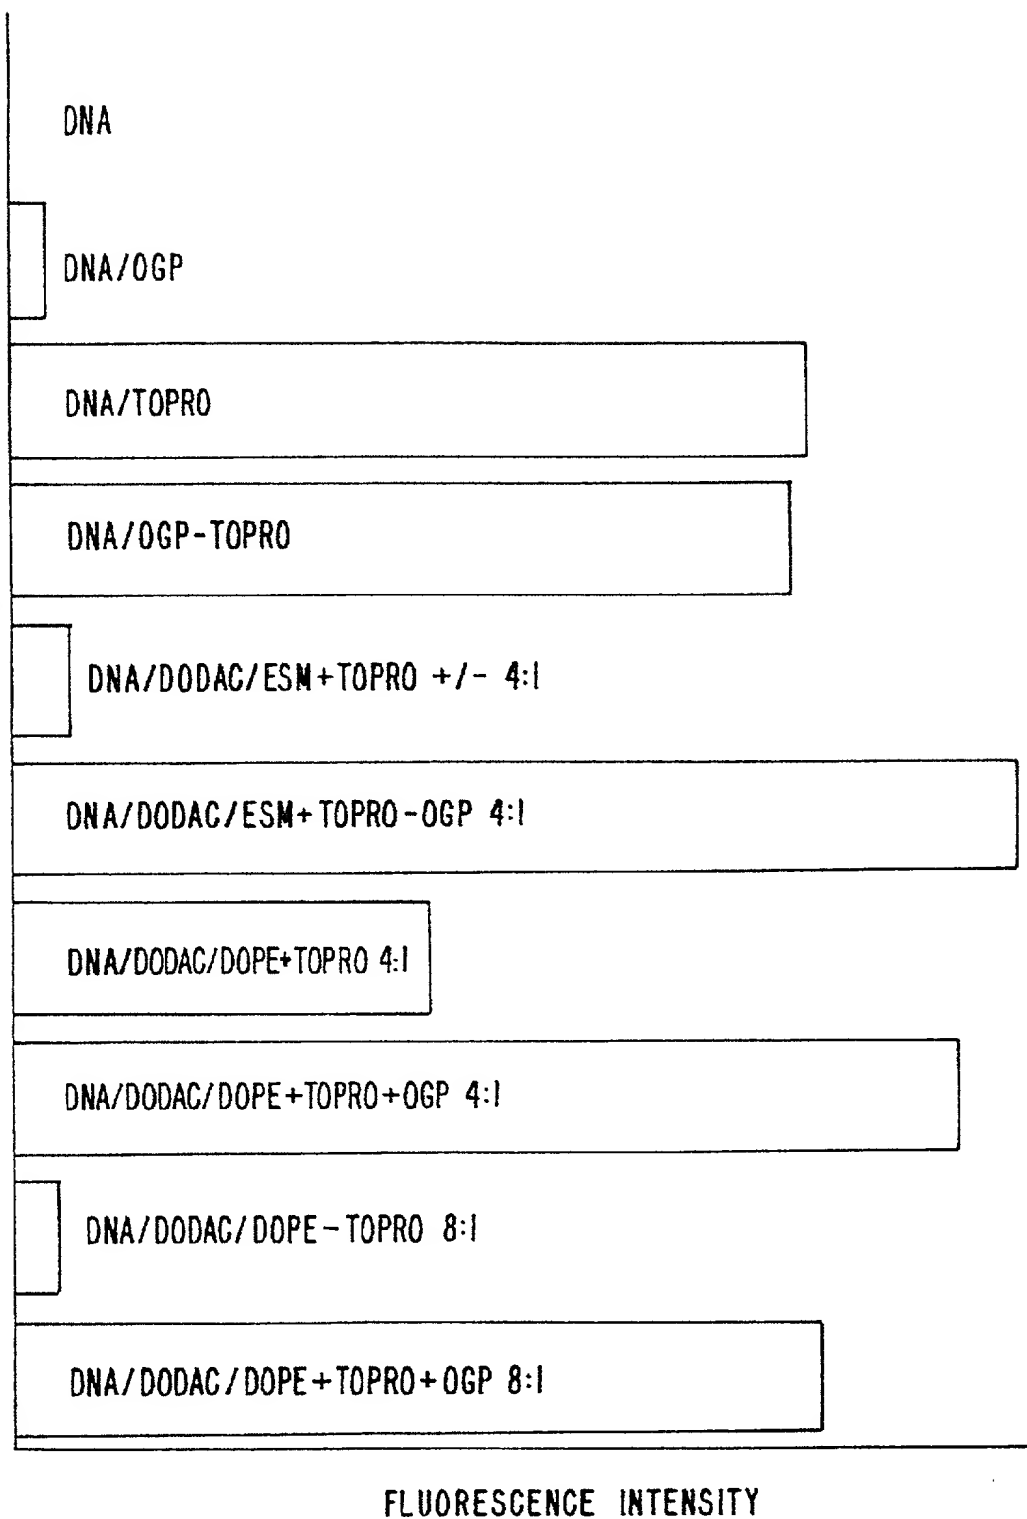 DNA
DNA/OGP
DNA/TOPRO
DNA/OGP-TOPRO
DNA/DODAC/ESM+TOPRO +/- 4:1
DNA/DODAC/ESM+TOPRO-OGP 4:1
DNA/DODAC/DOPE+TOPRO 4:1
DNA/DODAC/DOPE+TOPRO+OGP 4:1
DNA/DODAC/DOPE-TOPRO 8:1
DNA/DODAC/DOPE+TOPRO+OGP 8:1
FLUORESCENCE INTENSITY